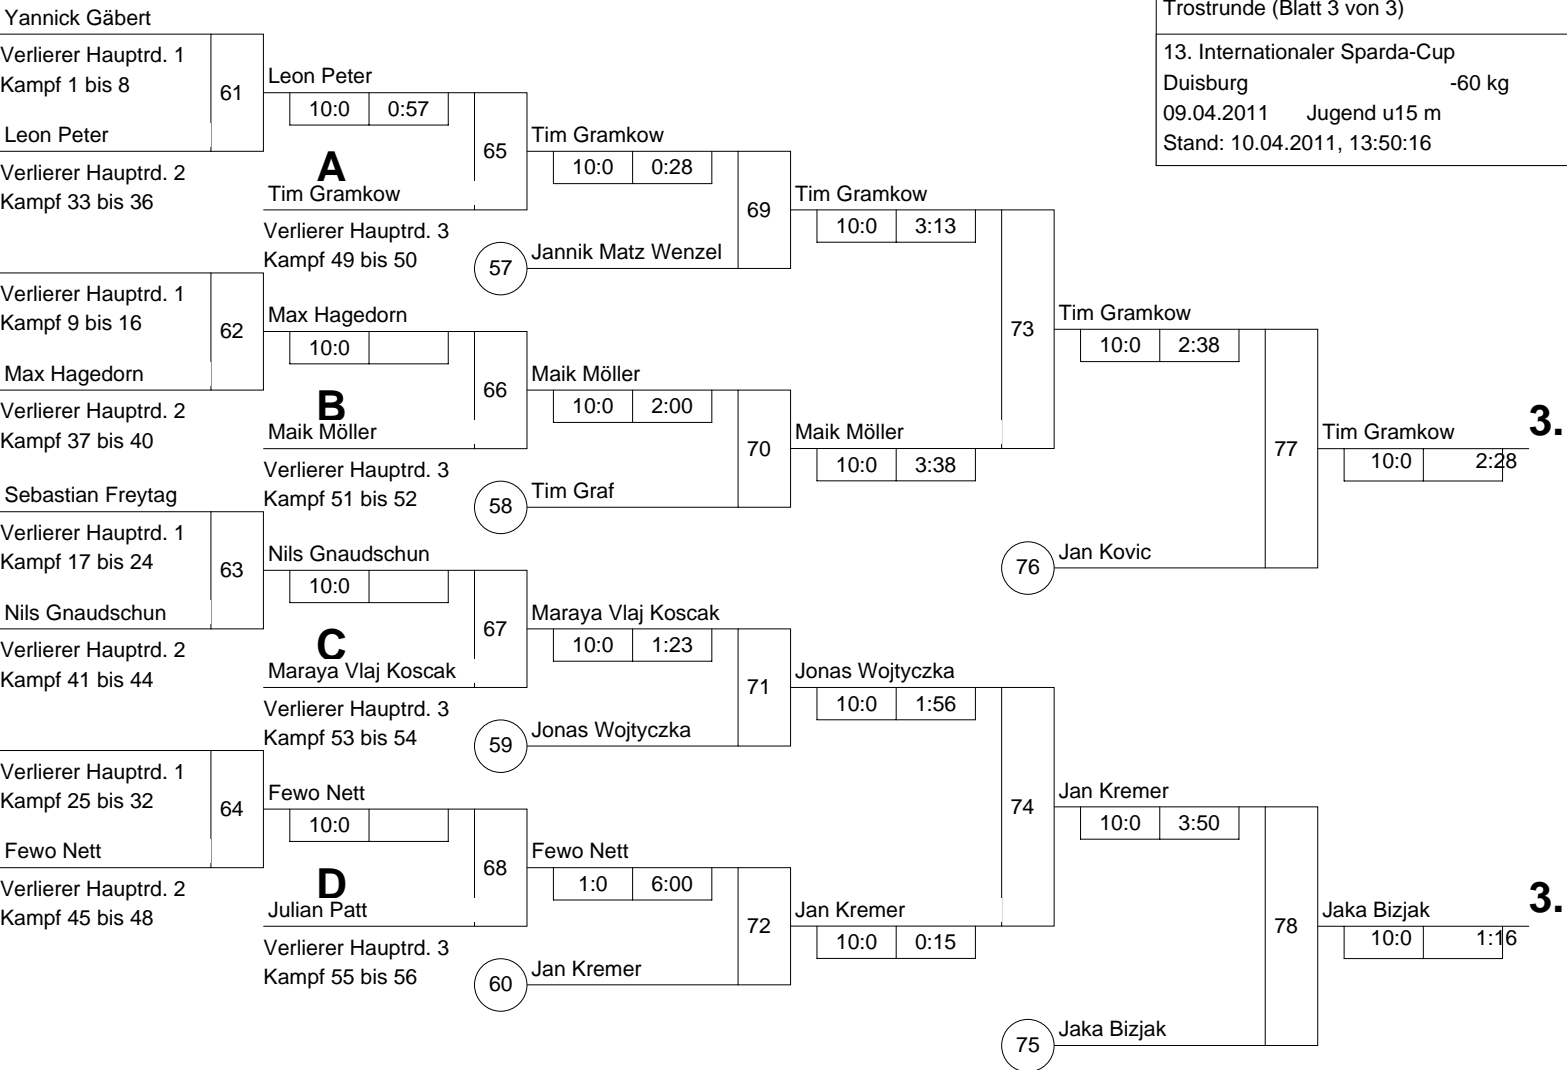 Trostrunde (Blatt 3 von 3)
13. Internationaler Sparda-Cup
Duisburg -60 kg
09.04.2011 Jugend u15 m
Stand: 10.04.2011, 13:50:16
Yannick Gäbert
Verlierer Hauptrd. 1
Kampf 1 bis 8
61
Leon Peter
Verlierer Hauptrd. 2
Kampf 33 bis 36
Verlierer Hauptrd. 1
Kampf 9 bis 16
62
Max Hagedorn
Verlierer Hauptrd. 2
Kampf 37 bis 40
Sebastian Freytag
Verlierer Hauptrd. 1
Kampf 17 bis 24
63
Nils Gnaudschun
Verlierer Hauptrd. 2
Kampf 41 bis 44
Verlierer Hauptrd. 1
Kampf 25 bis 32
64
Fewo Nett
Verlierer Hauptrd. 2
Kampf 45 bis 48
Leon Peter
10:0 0:57
A
65
Tim Gramkow
Verlierer Hauptrd. 3
Kampf 49 bis 50
Max Hagedorn
10:0
B
66
Maik Möller
Verlierer Hauptrd. 3
Kampf 51 bis 52
Nils Gnaudschun
10:0
C
67
Maraya Vlaj Koscak
Verlierer Hauptrd. 3
Kampf 53 bis 54
Fewo Nett
10:0
D
68
Julian Patt
Verlierer Hauptrd. 3
Kampf 55 bis 56
Tim Gramkow
10:0 0:28
69
57 Jannik Matz Wenzel
Maik Möller
10:0 2:00
70
58 Tim Graf
Maraya Vlaj Koscak
10:0 1:23
71
59 Jonas Wojtyczka
Fewo Nett
1:0 6:00
72
60 Jan Kremer
Tim Gramkow
10:0 3:13
73
Maik Möller
10:0 3:38
Jonas Wojtyczka
10:0 1:56
74
Jan Kremer
10:0 0:15
Tim Gramkow
10:0 2:38
77
76 Jan Kovic
Jan Kremer
10:0 3:50
78
75 Jaka Bizjak
Tim Gramkow 3.
10:0 2:28
Jaka Bizjak 3.
10:0 1:16